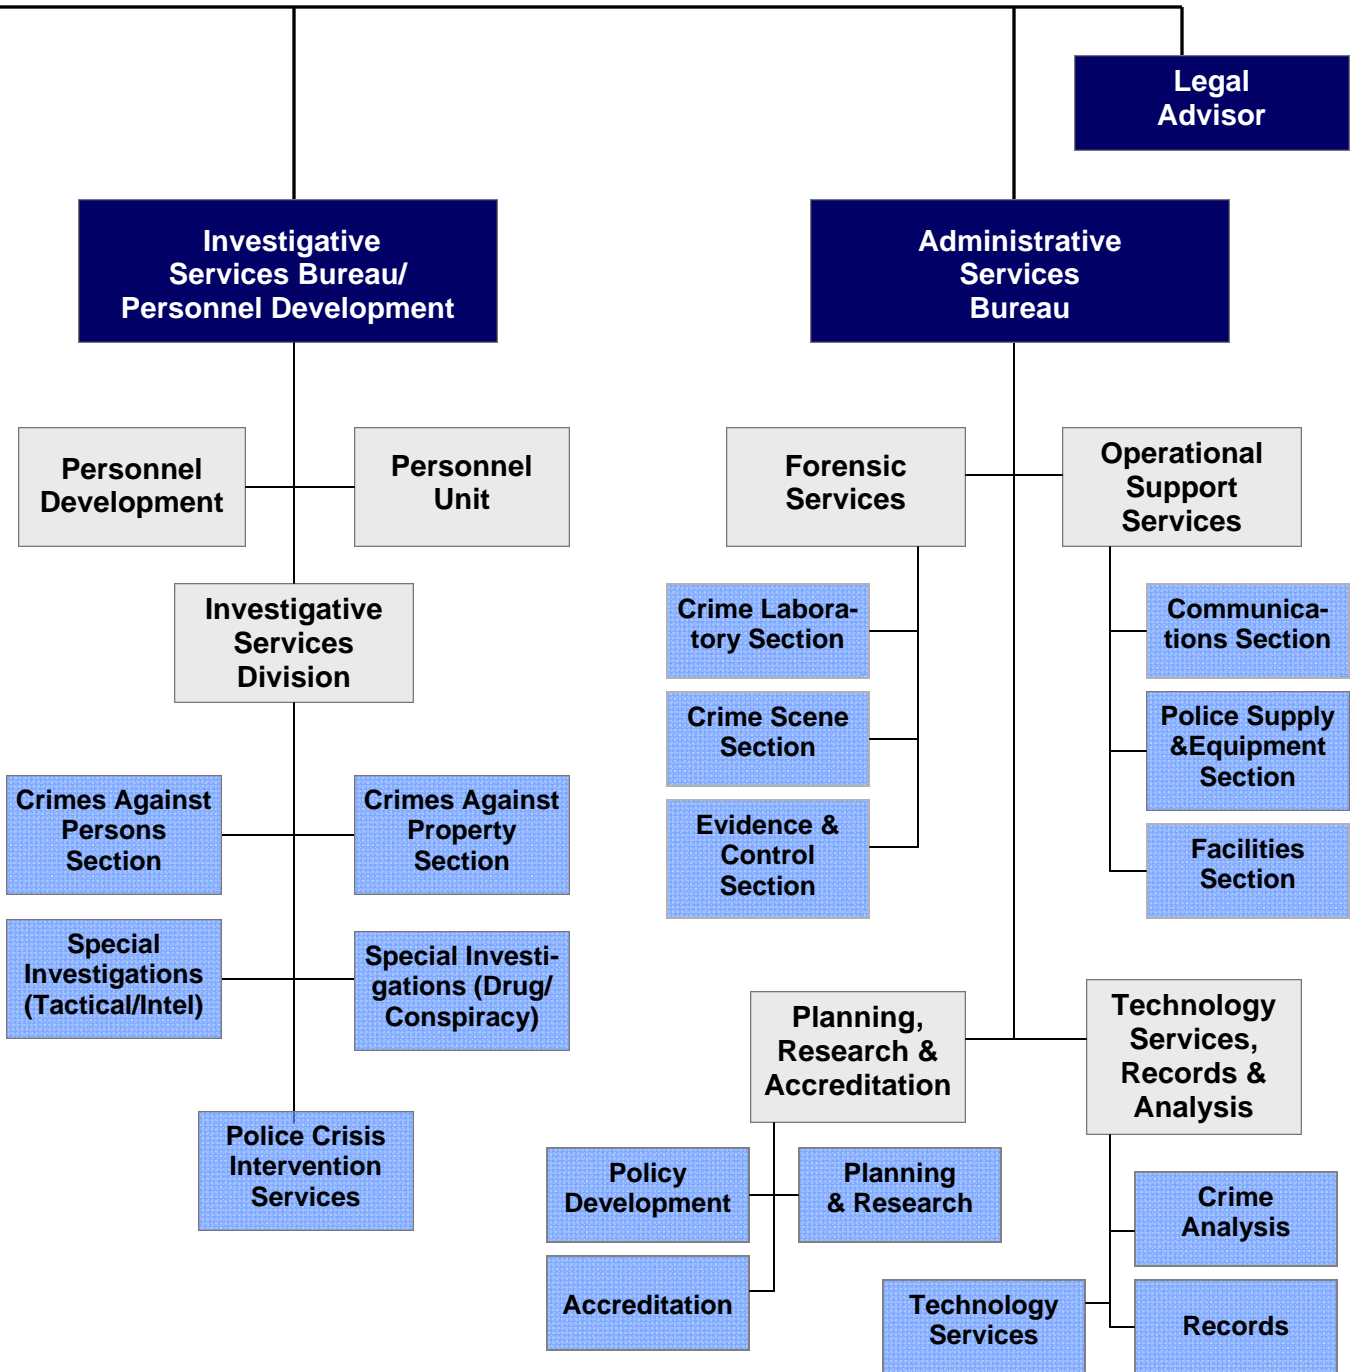 Legal
Advisor
Investigative
Services Bureau/
Personnel Development
Administrative
Services
Bureau
Personnel
Development
Personnel
Unit
Forensic
Services
Operational
Support
Services
Investigative
Services
Division
Crime Labora-
tory Section
Communica-
tions Section
Crime Scene
Section
Police Supply
&Equipment
Section
Crimes Against
Persons
Section
Crimes Against
Property
Section
Evidence &
Control
Section
Facilities
Section
Special
Investigations
(Tactical/Intel)
Special Investi-
gations (Drug/
Conspiracy)
Planning,
Research &
Accreditation
Technology
Services,
Records &
Analysis
Police Crisis
Intervention
Services
Policy
Development
Planning
& Research
Crime
Analysis
Accreditation
Technology
Services
Records